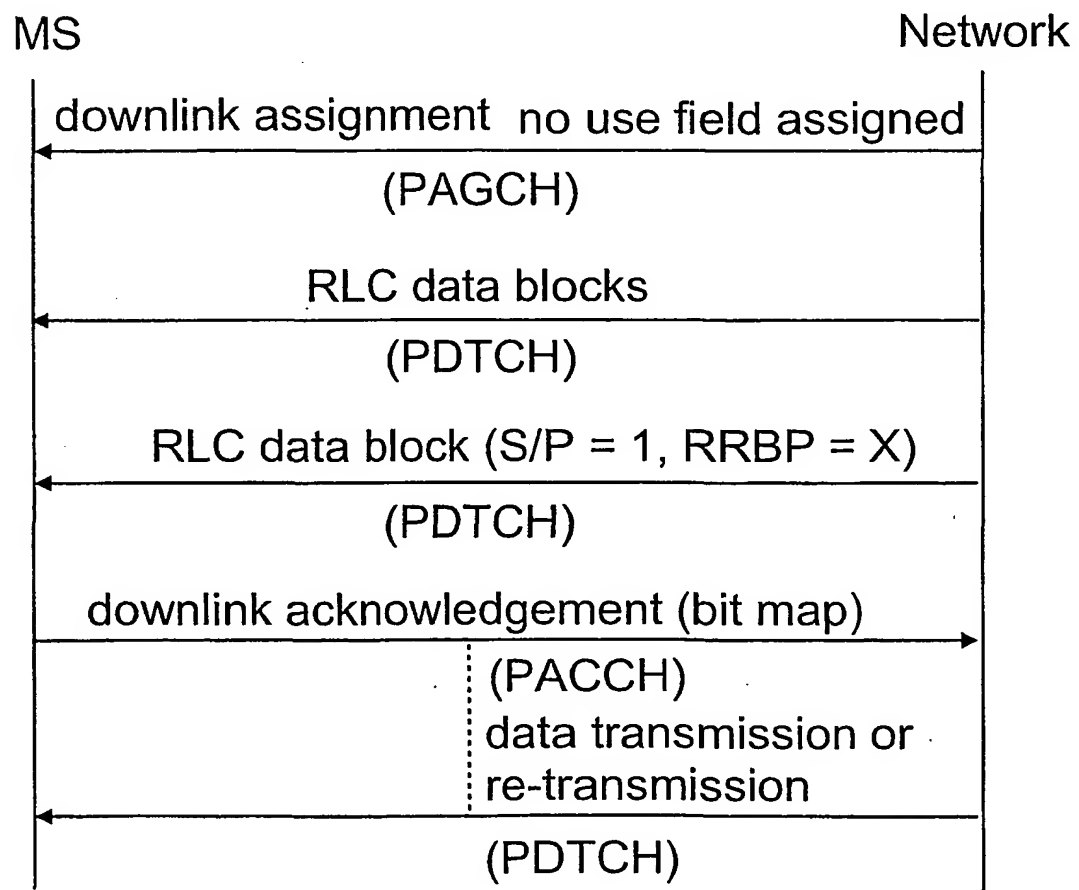 MS
Network
downlink assignment no use field assigned
(PAGCH)
RLC data blocks
(PDTCH)
RLC data block (S/P = 1, RRBP = X)
(PDTCH)
downlink acknowledgement (bit map)
(PACCH)
data transmission or
re-transmission
(PDTCH)